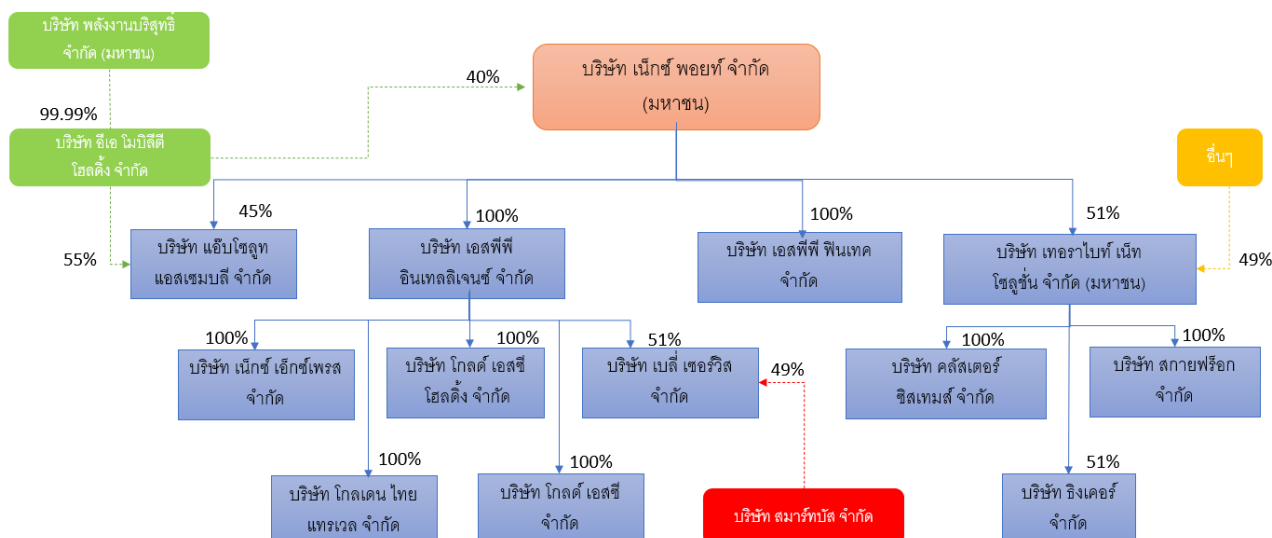 บริษัท พลังงานบริสุทธิ์
จำกัด (มหาชน)
40%
บริษัท เน็กซ์ พอยท์ จำกัด
(มหาชน)
99.99%
บริษัท อีเอ โมบิลีตี
โฮลดิ้ง จำกัด
อื่นๆ
45%
100%
100%
51%
55%
บริษัท แอ๊บโซลูท
แอสเซมบลี จำกัด
บริษัท เอสพีพี
อินเทลลิเจนซ์ จำกัด
บริษัท เอสพีพี ฟินเทค
จำกัด
บริษัท เทอราไบท์ เน็ท
โซลูชั่น จำกัด (มหาชน)
49%
100%
100%
51%
100%
100%
บริษัท เน็กซ์ เอ็กซ์เพรส
จำกัด
บริษัท โกลด์ เอสซี
โฮลดิ้ง จำกัด
บริษัท เบลี่ เซอร์วิส
จำกัด
49%
บริษัท คลัสเตอร์
ซิสเทมส์ จำกัด
บริษัท สกายฟร็อก
จำกัด
100%
100%
51%
บริษัท โกลเดน ไทย
แทรเวล จำกัด
บริษัท โกลด์ เอสซี
จำกัด
บริษัท สมาร์ทบัส จำกัด
บริษัท ธิงเคอร์
จำกัด